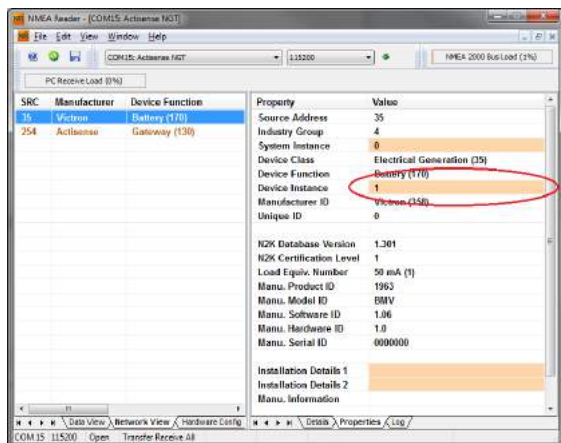 NMEA Reader - [COM15: Actisense NGT]
File Edit View Window Help
COM15: Actisense NGT 115200 NMEA 2000 Bus Load (1%)
PC Receive Load (0%)
SRC Manufacturer Device Function
35 Victron Battery (170)
254 Actisense Gateway (130)
Property Value
Source Address 35
Industry Group 4
System Instance 0
Device Class Electrical Generation (35)
Device Function Battery (170)
Device Instance 1
Manufacturer ID Victron (358)
Unique ID 0
N2K Database Version 1.301
N2K Certification Level 1
Load Equiv. Number 50 mA (1)
Manu. Product ID 1963
Manu. Model ID BMV
Manu. Software ID 1.06
Manu. Hardware ID 1.0
Manu. Serial ID 0000000
Installation Details 1
Installation Details 2
Manu. Information
Data View Network View Hardware Config
Details Properties Log
COM 15 115200 Open Transfer Receive All